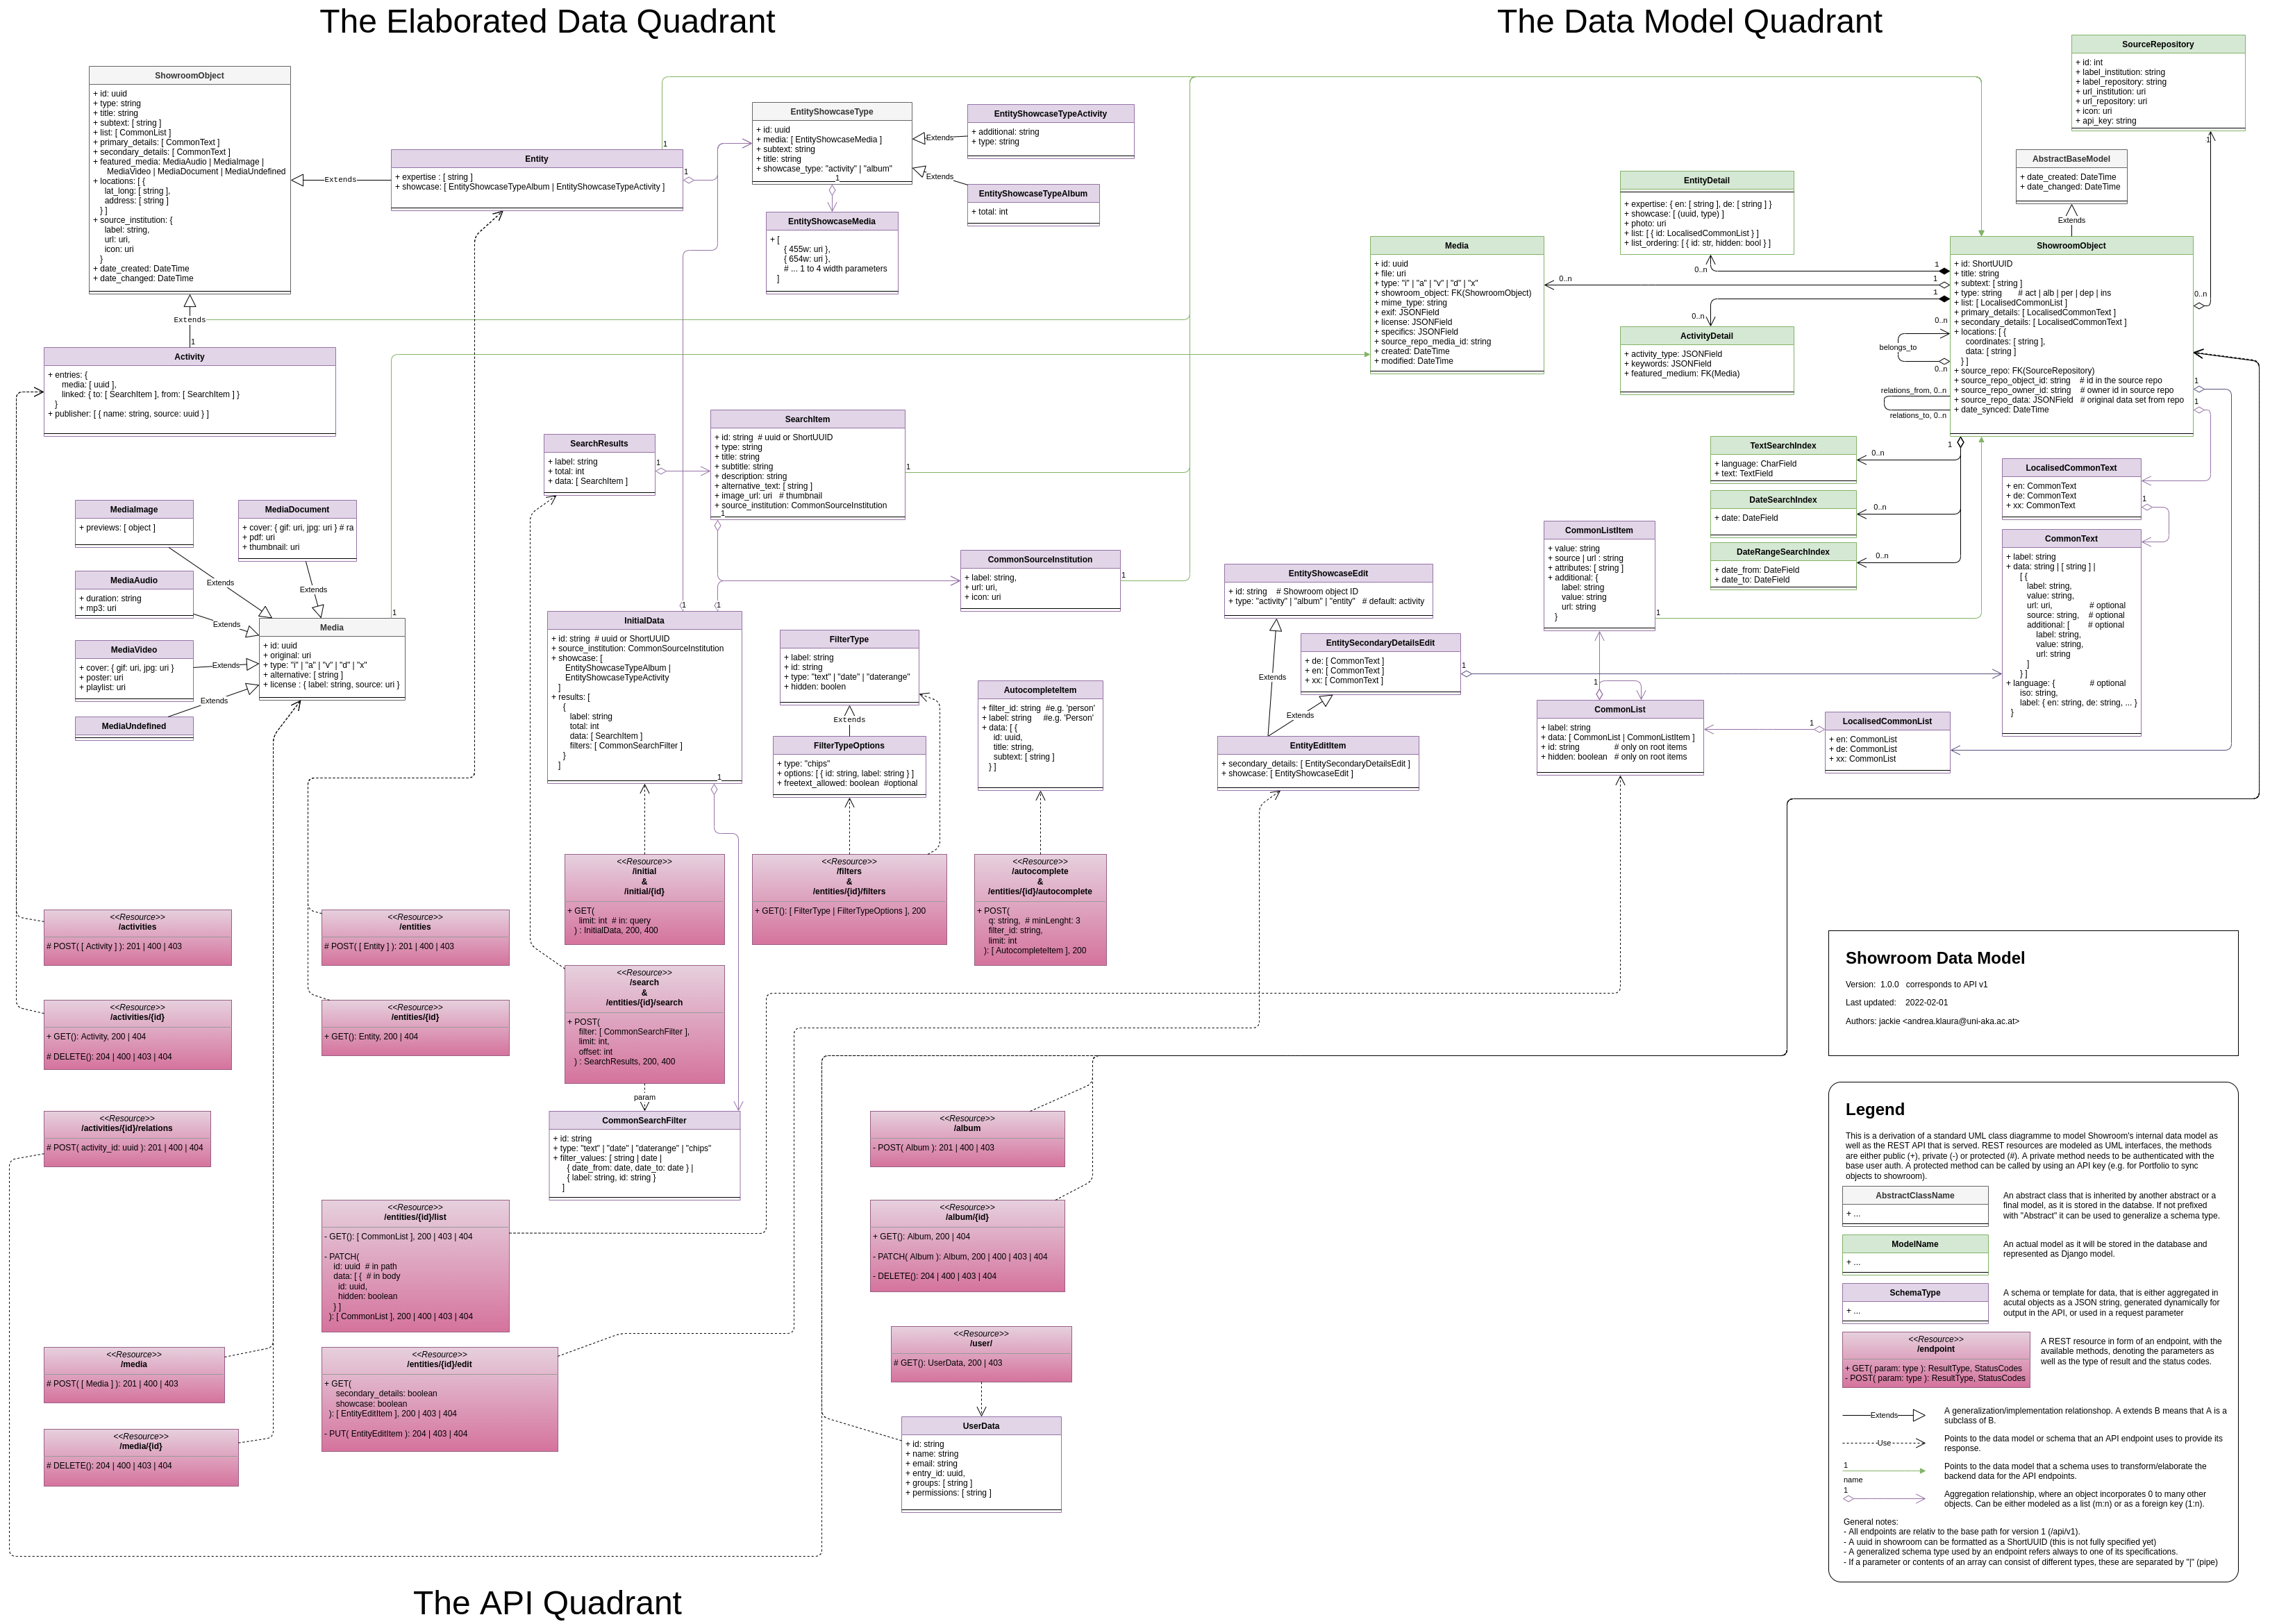 The Elaborated Data Quadrant
The Data Model Quadrant
ShowroomObject
+ id: uuid
+ type: string
+ title: string
+ subtext: [ string ]
+ list: [ CommonList ]
+ primary_details: [ CommonText ]
+ secondary_details: [ CommonText ]
+ featured_media: MediaAudio | MediaImage |
MediaVideo | MediaDocument | MediaUndefined
+ locations: [ {
lat_long: [ string ],
address: [ string ]
} ]
+ source_institution: {
label: string,
url: uri,
icon: uri
}
+ date_created: DateTime
+ date_changed: DateTime
Extends
Entity
+ expertise : [ string ]
+ showcase: [ EntityShowcaseTypeAlbum | EntityShowcaseTypeActivity ]
1
1
EntityShowcaseType
+ id: uuid
+ media: [ EntityShowcaseMedia ]
+ subtext: string
+ title: string
+ showcase_type: "activity" | "album"
1
Extends
EntityShowcaseTypeActivity
+ additional: string
+ type: string
Extends
EntityShowcaseTypeAlbum
+ total: int
EntityShowcaseMedia
+ [
{ 455w: uri },
{ 654w: uri },
# ... 1 to 4 width parameters
]
Extends
1
Activity
+ entries: {
media: [ uuid ],
linked: { to: [ SearchItem ], from: [ SearchItem ] }
}
+ publisher: [ { name: string, source: uuid } ]
SourceRepository
+ id: int
+ label_institution: string
+ label_repository: string
+ url_institution: uri
+ url_repository: uri
+ icon: uri
+ api_key: string
1
AbstractBaseModel
+ date_created: DateTime
+ date_changed: DateTime
Extends
EntityDetail
+ expertise: { en: [ string ], de: [ string ] }
+ showcase: [ (uuid, type) ]
+ photo: uri
+ list: [ { id: LocalisedCommonList } ]
+ list_ordering: [ { id: str, hidden: bool } ]
0..n
1
0..n
1
1
0..n
Media
+ id: uuid
+ file: uri
+ type: "i" | "a" | "v" | "d" | "x"
+ showroom_object: FK(ShowroomObject)
+ mime_type: string
+ exif: JSONField
+ license: JSONField
+ specifics: JSONField
+ source_repo_media_id: string
+ created: DateTime
+ modified: DateTime
ActivityDetail
+ activity_type: JSONField
+ keywords: JSONField
+ featured_medium: FK(Media)
ShowroomObject
+ id: ShortUUID
+ title: string
+ subtext: [ string ]
+ type: string # act | alb | per | dep | ins
+ list: [ LocalisedCommonList ]
+ primary_details: [ LocalisedCommonText ]
+ secondary_details: [ LocalisedCommonText ]
+ locations: [ {
coordinates: [ string ],
data: [ string ]
} ]
+ source_repo: FK(SourceRepository)
+ source_repo_object_id: string # id in the source repo
+ source_repo_owner_id: string # owner id in source repo
+ source_repo_data: JSONField # original data set from repo
+ date_synced: DateTime
0..n
0..n
belongs_to
0..n
relations_from, 0..n
relations_to, 0..n
1
1
1
TextSearchIndex
+ language: CharField
+ text: TextField
0..n
DateSearchIndex
+ date: DateField
0..n
DateRangeSearchIndex
+ date_from: DateField
+ date_to: DateField
0..n
LocalisedCommonText
+ en: CommonText
+ de: CommonText
+ xx: CommonText
1
CommonText
+ label: string
+ data: string | [ string ] |
[ {
label: string,
value: string,
url: uri, # optional
source: string, # optional
additional: [ # optional
label: string,
value: string,
url: string
]
} ]
+ language: { # optional
iso: string,
label: { en: string, de: string, ... }
}
SearchResults
+ label: string
+ total: int
+ data: [ SearchItem ]
1
SearchItem
+ id: string # uuid or ShortUUID
+ type: string
+ title: string
+ subtitle: string
+ description: string
+ alternative_text: [ string ]
+ image_url: uri # thumbnail
+ source_institution: CommonSourceInstitution
1
1
CommonSourceInstitution
+ label: string,
+ url: uri,
+ icon: uri
1
MediaImage
+ previews: [ object ]
MediaDocument
+ cover: { gif: uri, jpg: uri } # ra
+ pdf: uri
+ thumbnail: uri
MediaAudio
+ duration: string
+ mp3: uri
Extends
Extends
Extends
Extends
Extends
1
MediaVideo
+ cover: { gif: uri, jpg: uri }
+ poster: uri
+ playlist: uri
MediaUndefined
Media
+ id: uuid
+ original: uri
+ type: "i" | "a" | "v" | "d" | "x"
+ alternative: [ string ]
+ license : { label: string, source: uri }
1
1
InitialData
+ id: string # uuid or ShortUUID
+ source_institution: CommonSourceInstitution
+ showcase: [
EntityShowcaseTypeAlbum |
EntityShowcaseTypeActivity
]
+ results: [
{
label: string
total: int
data: [ SearchItem ]
filters: [ CommonSearchFilter ]
}
]
1
FilterType
+ label: string
+ id: string
+ type: "text" | "date" | "daterange"
+ hidden: boolen
Extends
FilterTypeOptions
+ type: "chips"
+ options: [ { id: string, label: string } ]
+ freetext_allowed: boolean #optional
AutocompleteItem
+ filter_id: string #e.g. 'person'
+ label: string #e.g. 'Person'
+ data: [ {
id: uuid,
title: string,
subtext: [ string ]
} ]
EntityShowcaseEdit
+ id: string # Showroom object ID
+ type: "activity" | "album" | "entity" # default: activity
Extends
EntitySecondaryDetailsEdit
+ de: [ CommonText ]
+ en: [ CommonText ]
+ xx: [ CommonText ]
1
Extends
EntityEditItem
+ secondary_details: [ EntitySecondaryDetailsEdit ]
+ showcase: [ EntityShowcaseEdit ]
CommonListItem
+ value: string
+ source | url : string
+ attributes: [ string ]
+ additional: {
label: string
value: string
url: string
}
1
1
CommonList
+ label: string
+ data: [ CommonList | CommonListItem ]
+ id: string # only on root items
+ hidden: boolean # only on root items
1
LocalisedCommonList
+ en: CommonList
+ de: CommonList
+ xx: CommonList
<<Resource>>
/initial
&
/initial/{id}
+ GET(
limit: int # in: query
) : InitialData, 200, 400
<<Resource>>
/filters
&
/entities/{id}/filters
+ GET(): [ FilterType | FilterTypeOptions ], 200
<<Resource>>
/autocomplete
&
/entities/{id}/autocomplete
+ POST(
q: string, # minLenght: 3
filter_id: string,
limit: int
): [ AutocompleteItem ], 200
<<Resource>>
/activities
# POST( [ Activity ] ): 201 | 400 | 403
<<Resource>>
/entities
# POST( [ Entity ] ): 201 | 400 | 403
<<Resource>>
/search
&
/entities/{id}/search
+ POST(
filter: [ CommonSearchFilter ],
limit: int,
offset: int
) : SearchResults, 200, 400
param
<<Resource>>
/activities/{id}
+ GET(): Activity, 200 | 404
# DELETE(): 204 | 400 | 403 | 404
<<Resource>>
/entities/{id}
+ GET(): Entity, 200 | 404
<<Resource>>
/activities/{id}/relations
# POST( activity_id: uuid ): 201 | 400 | 404
CommonSearchFilter
+ id: string
+ type: "text" | "date" | "daterange" | "chips"
+ filter_values: [ string | date |
{ date_from: date, date_to: date } |
{ label: string, id: string }
]
<<Resource>>
/album
- POST( Album ): 201 | 400 | 403
<<Resource>>
/album/{id}
+ GET(): Album, 200 | 404
- PATCH( Album ): Album, 200 | 400 | 403 | 404
- DELETE(): 204 | 400 | 403 | 404
<<Resource>>
/entities/{id}/list
- GET(): [ CommonList ], 200 | 403 | 404
- PATCH(
id: uuid # in path
data: [ { # in body
id: uuid,
hidden: boolean
} ]
): [ CommonList ], 200 | 400 | 403 | 404
<<Resource>>
/user/
# GET(): UserData, 200 | 403
<<Resource>>
/media
# POST( [ Media ] ): 201 | 400 | 403
<<Resource>>
/entities/{id}/edit
+ GET(
secondary_details: boolean
showcase: boolean
): [ EntityEditItem ], 200 | 403 | 404
- PUT( EntityEditItem ): 204 | 403 | 404
<<Resource>>
/media/{id}
# DELETE(): 204 | 400 | 403 | 404
UserData
+ id: string
+ name: string
+ email: string
+ entry_id: uuid,
+ groups: [ string ]
+ permissions: [ string ]
The API Quadrant
Showroom Data Model
Version: 1.0.0 corresponds to API v1
Last updated: 2022-02-01
Authors: jackie <andrea.klaura@uni-aka.ac.at>
Legend
This is a derivation of a standard UML class diagramme to model Showroom's internal data model as
well as the REST API that is served. REST resources are modeled as UML interfaces, the methods
are either public (+), private (-) or protected (#). A private method needs to be authenticated with the
base user auth. A protected method can be called by using an API key (e.g. for Portfolio to sync
objects to showroom).
AbstractClassName
+ ...
An abstract class that is inherited by another abstract or a
final model, as it is stored in the databse. If not prefixed
with "Abstract" it can be used to generalize a schema type.
ModelName
+ ...
An actual model as it will be stored in the database and
represented as Django model.
SchemaType
+ ...
A schema or template for data, that is either aggregated in
acutal objects as a JSON string, generated dynamically for
output in the API, or used in a request parameter
<<Resource>>
/endpoint
+ GET( param: type ): ResultType, StatusCodes
- POST( param: type ): ResultType, StatusCodes
A REST resource in form of an endpoint, with the
available methods, denoting the parameters as
well as the type of result and the status codes.
Extends
A generalization/implementation relationshop. A extends B means that A is a
subclass of B.
Use
Points to the data model or schema that an API endpoint uses to provide its
response.
1
name
Points to the data model that a schema uses to transform/elaborate the
backend data for the API endpoints.
1
Aggregation relationship, where an object incorporates 0 to many other
objects. Can be either modeled as a list (m:n) or as a foreign key (1:n).
General notes:
- All endpoints are relativ to the base path for version 1 (/api/v1).
- A uuid in showroom can be formatted as a ShortUUID (this is not fully specified yet)
- A generalized schema type used by an endpoint refers always to one of its specifications.
- If a parameter or contents of an array can consist of different types, these are separated by "|" (pipe)